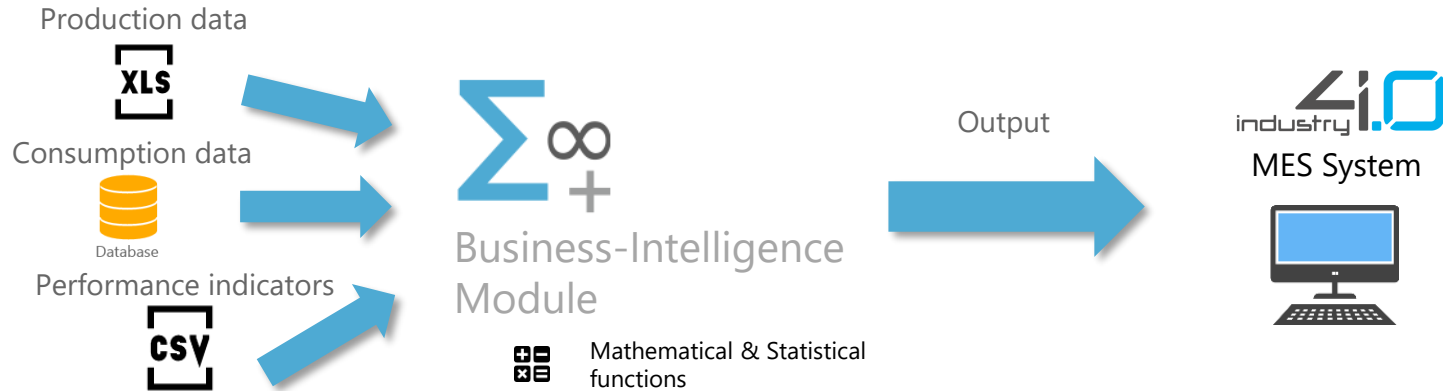 Production data
XLS
Consumption data
Database
Performance indicators
CSV
Σ∞
+
Business-Intelligence
Module
Mathematical & Statistical
functions
Output
industry 4.0
MES System